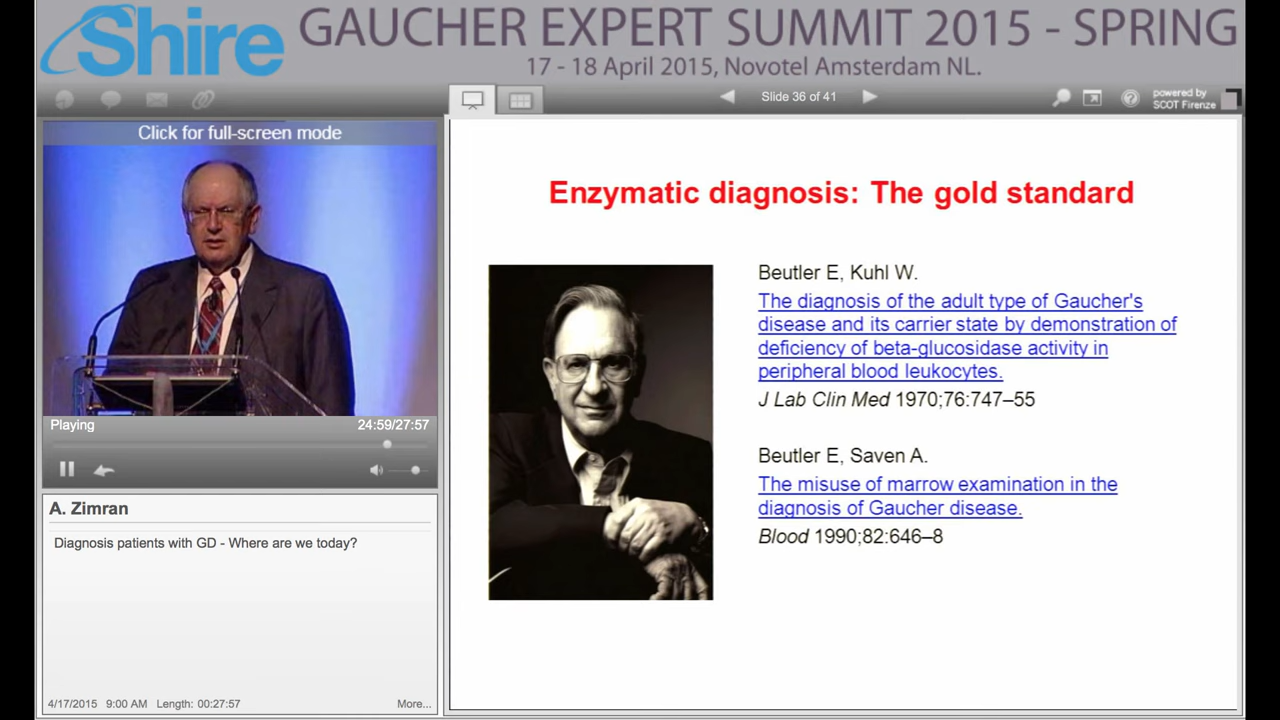 Shire
GAUCHER EXPERT SUMMIT 2015 - SPRING
17 - 18 April 2015, Novotel Amsterdam NL.
Slide 36 of 41
powered by
SCOT Firenze
Click for full-screen mode
Playing
24:59/27:57
A. Zimran
Diagnosis patients with GD - Where are we today?
4/17/2015 9:00 AM Length: 00:27:57
More...
Enzymatic diagnosis: The gold standard
Beutler E, Kuhl W.
The diagnosis of the adult type of Gaucher's
disease and its carrier state by demonstration of
deficiency of beta-glucosidase activity in
peripheral blood leukocytes.
J Lab Clin Med 1970;76:747–55
Beutler E, Saven A.
The misuse of marrow examination in the
diagnosis of Gaucher disease.
Blood 1990;82:646–8